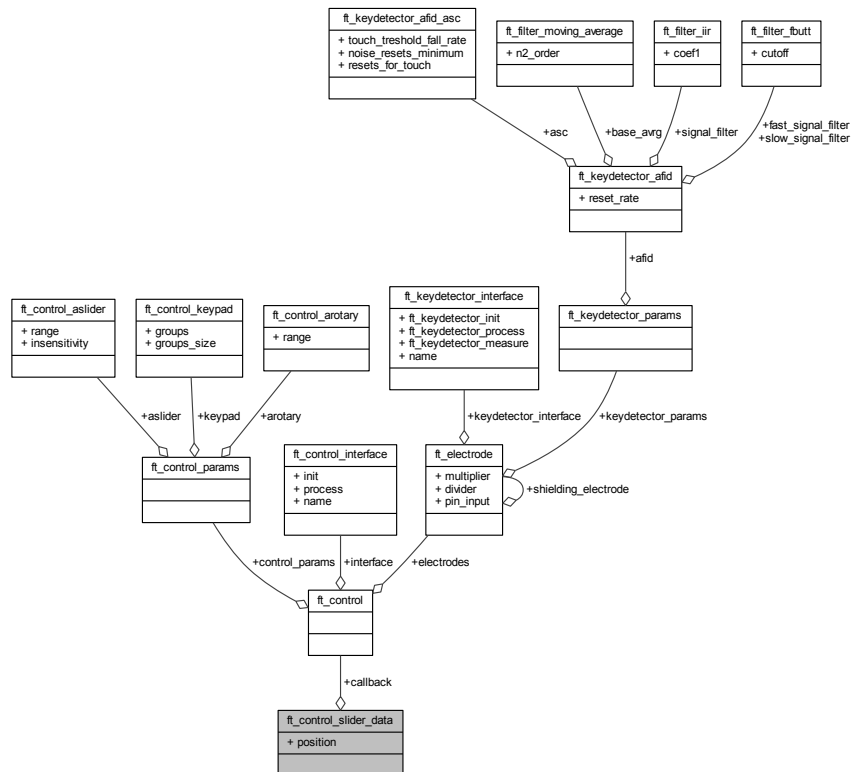 ft_keydetector_afid_asc
+ touch_treshold_fall_rate
+ noise_resets_minimum
+ resets_for_touch
ft_filter_moving_average
+ n2_order
ft_filter_iir
+ coef1
ft_filter_fbutt
+ cutoff
+asc
+base_avrg
+signal_filter
+fast_signal_filter
+slow_signal_filter
ft_keydetector_afid
+ reset_rate
+afid
ft_control_aslider
+ range
+ insensitivity
ft_control_keypad
+ groups
+ groups_size
ft_control_arotary
+ range
ft_keydetector_interface
+ ft_keydetector_init
+ ft_keydetector_process
+ ft_keydetector_measure
+ name
ft_keydetector_params
+aslider
+keypad
+arotary
+keydetector_interface
+keydetector_params
ft_control_params
ft_control_interface
+ init
+ process
+ name
ft_electrode
+ multiplier
+ divider
+ pin_input
+shielding_electrode
+control_params
+interface
+electrodes
ft_control
+callback
ft_control_slider_data
+ position